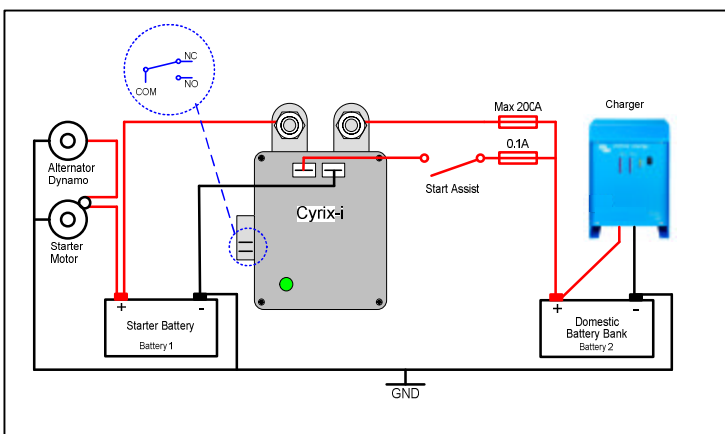 NC
COM
NO
Max 200A
0.1A
Charger
Alternator
Dynamo
Starter
Motor
Start Assist
Cyrix-i
+
-
Starter Battery
Battery 1
+
-
Domestic
Battery Bank
Battery 2
GND